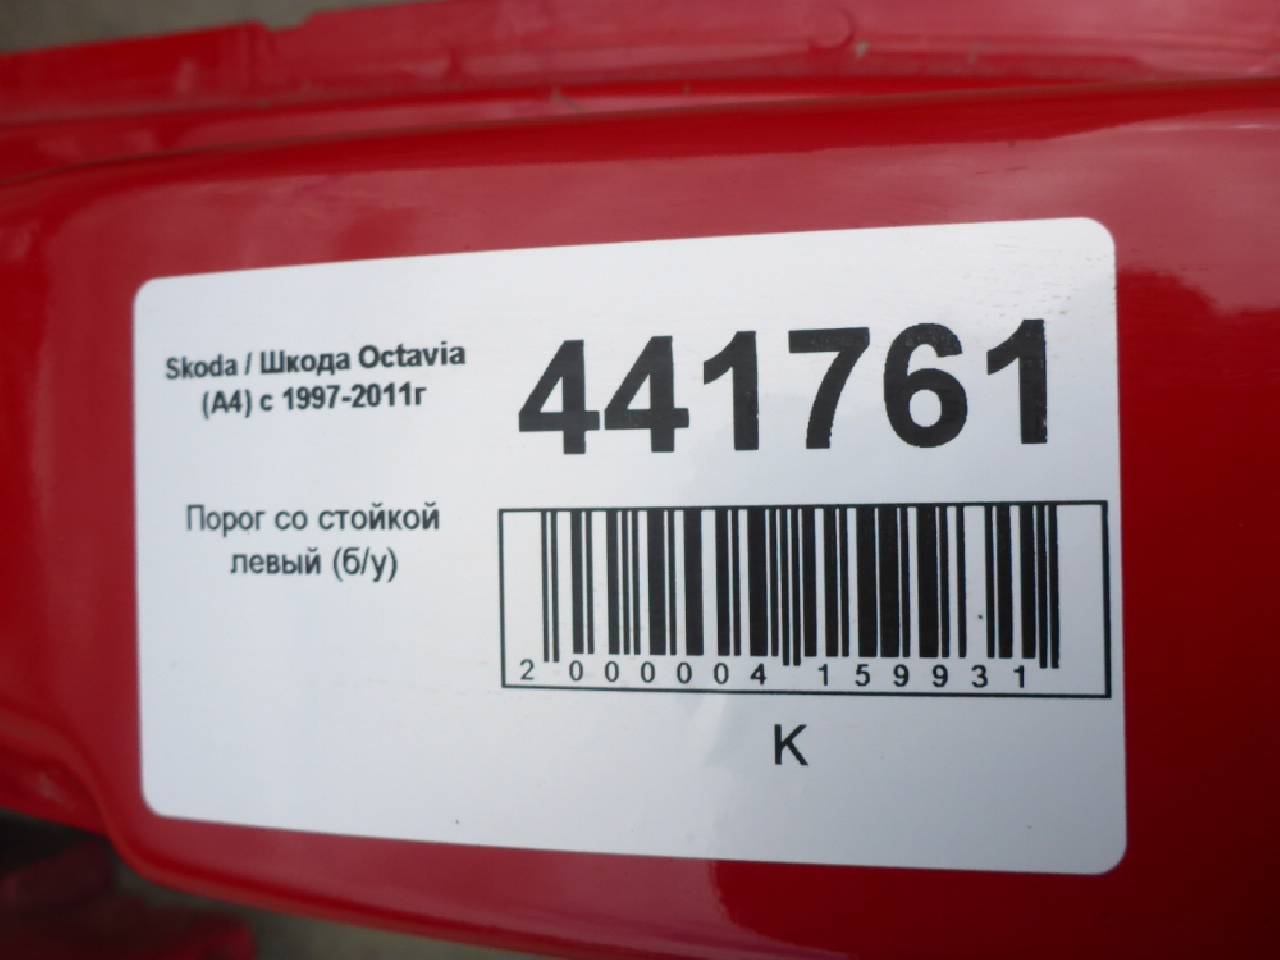 Skoda / Шкода Octavia
(A4) с 1997-2011г
441761
Порог со стойкой
левый (б/у)
2 000004 159931
K